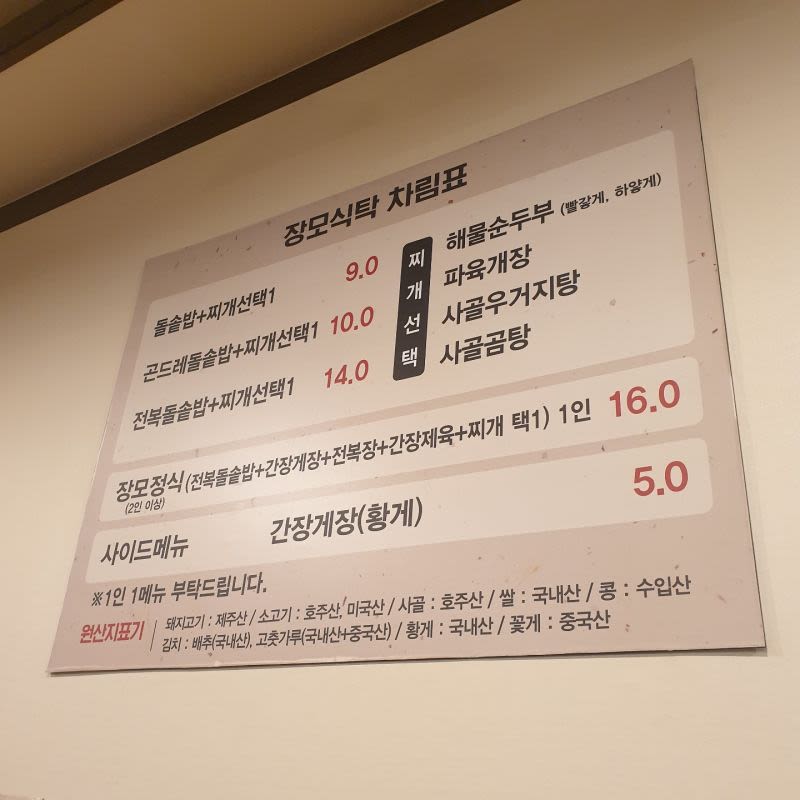 장모식탁 차림표
돌솥밥+찌개선택1 9.0
곤드레돌솥밥+찌개선택1 10.0
전복돌솥밥+찌개선택1 14.0
찌개선택
해물순두부 (빨갛게, 하얗게)
파육개장
사골우거지탕
사골곰탕
장모정식(전복돌솥밥+간장게장+전복장+간장제육+찌개 택1) 1인 16.0
(2인 이상)
사이드메뉴 간장게장(황게) 5.0
※1인 1메뉴 부탁드립니다.
원산지표기
돼지고기 : 제주산 / 소고기 : 호주산, 미국산 / 사골 : 호주산 / 쌀 : 국내산 / 콩 : 수입산
김치 : 배추(국내산), 고춧가루(국내산+중국산) / 황게 : 국내산 / 꽃게 : 중국산